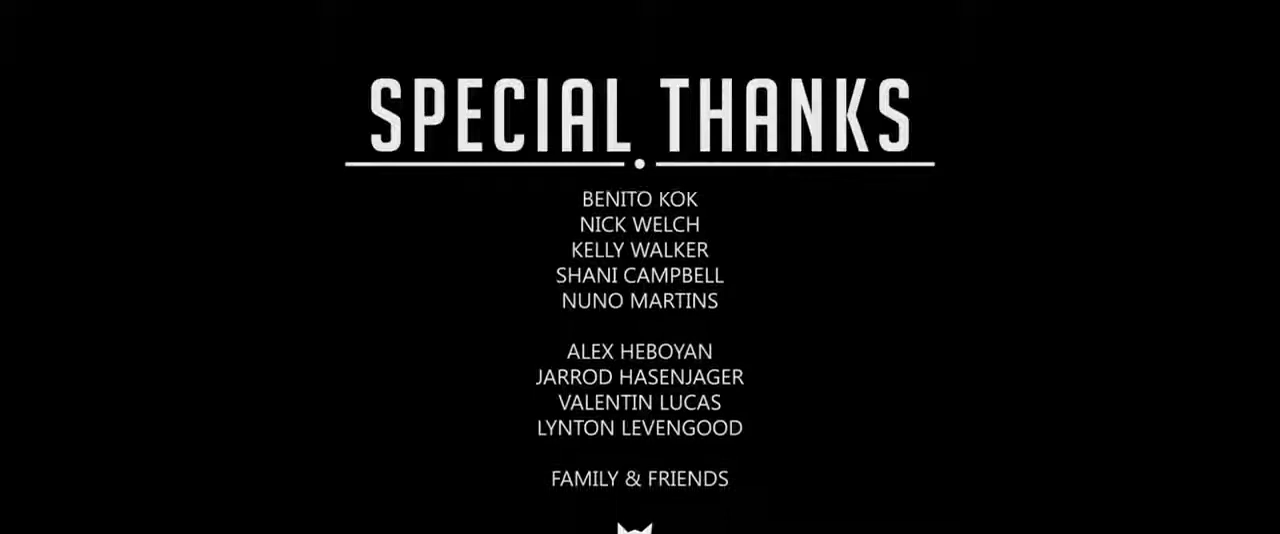 SPECIAL THANKS
BENITO KOK
NICK WELCH
KELLY WALKER
SHANI CAMPBELL
NUNO MARTINS
ALEX HEBOYAN
JARROD HASENJAGER
VALENTIN LUCAS
LYNTON LEVENGOOD
FAMILY & FRIENDS